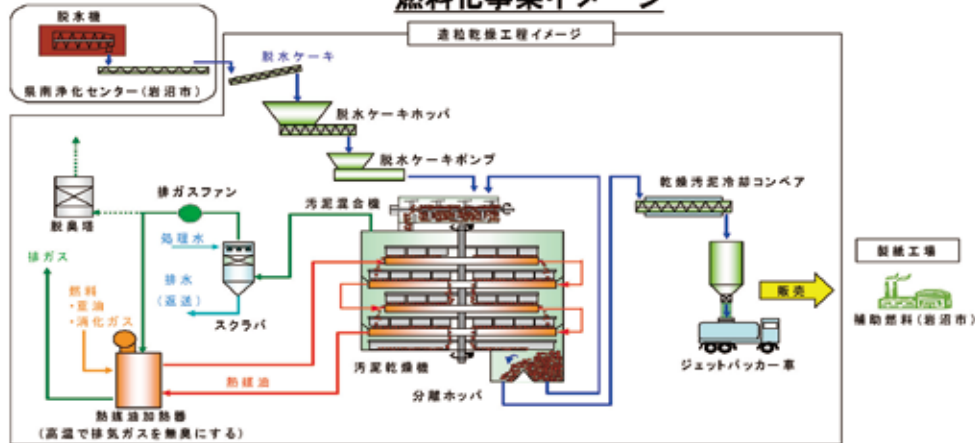 燃料化事業イメージ
造粒乾燥工程イメージ
脱水機
県南浄化センター(岩沼市)
脱水ケーキ
脱水ケーキホッパ
脱水ケーキポンプ
排ガスファン
汚泥混合機
乾燥汚泥冷却コンベア
脱臭塔
処理水
排ガス
排水
(返送)
スクラバ
燃料
・重油
・消化ガス
製紙工場
販売
補助燃料(岩沼市)
汚泥乾燥機
ジェットパッカー車
熱媒油
分離ホッパ
熱媒油加熱器
(高温で排気ガスを無臭にする)